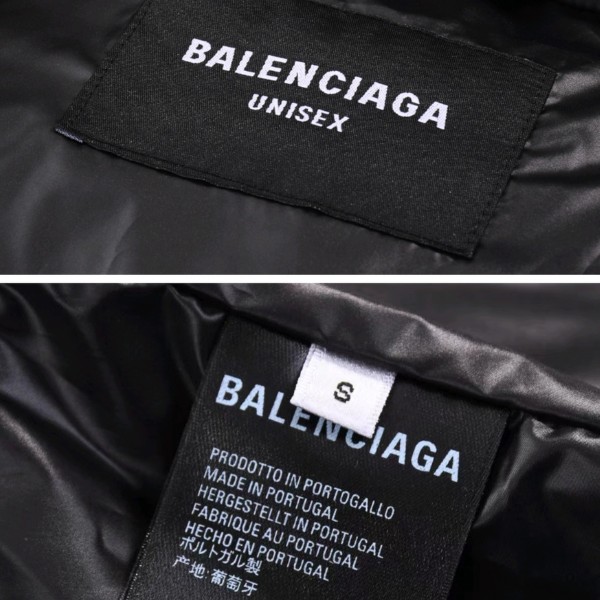 BALENCIAGA
UNISEX
S
BALENCIAGA
PRODOTTO IN PORTOGALLO
MADE IN PORTUGAL
HERGESTELLT IN PORTUGAL
FABRIQUE AU PORTUGAL
HECHO EN PORTUGAL
ポルトガル製
产地:葡萄牙